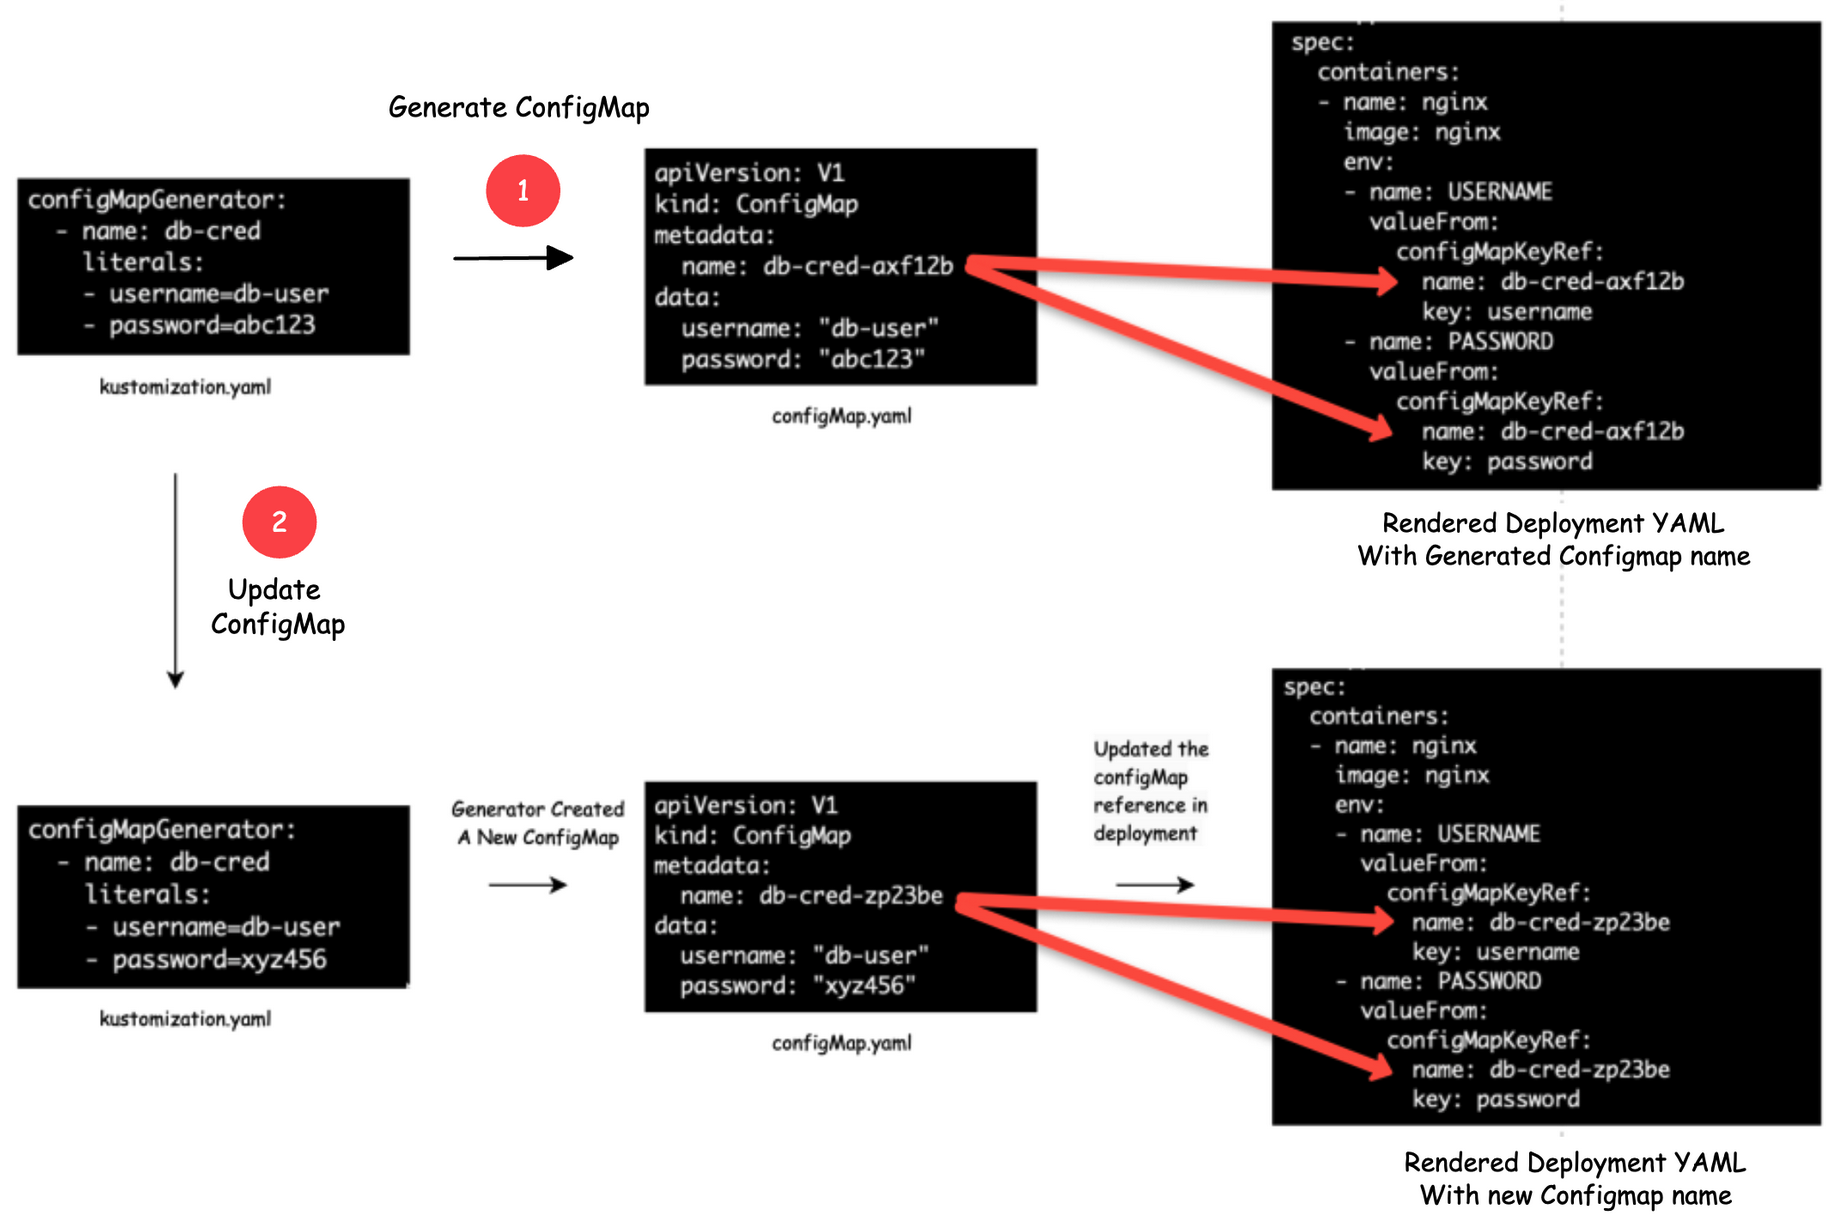 Generate ConfigMap
1
configMapGenerator:
  - name: db-cred
    literals:
    - username=db-user
    - password=abc123
kustomization.yaml
apiVersion: V1
kind: ConfigMap
metadata:
  name: db-cred-axf12b
data:
  username: "db-user"
  password: "abc123"
configMap.yaml
spec:
  containers:
  - name: nginx
    image: nginx
    env:
    - name: USERNAME
      valueFrom:
        configMapKeyRef:
          name: db-cred-axf12b
          key: username
    - name: PASSWORD
      valueFrom:
        configMapKeyRef:
          name: db-cred-axf12b
          key: password
Rendered Deployment YAML
With Generated Configmap name
2
Update
ConfigMap
configMapGenerator:
  - name: db-cred
    literals:
    - username=db-user
    - password=xyz456
kustomization.yaml
Generator Created
A New ConfigMap
apiVersion: V1
kind: ConfigMap
metadata:
  name: db-cred-zp23be
data:
  username: "db-user"
  password: "xyz456"
configMap.yaml
Updated the
configMap
reference in
deployment
spec:
  containers:
  - name: nginx
    image: nginx
    env:
    - name: USERNAME
      valueFrom:
        configMapKeyRef:
          name: db-cred-zp23be
          key: username
    - name: PASSWORD
      valueFrom:
        configMapKeyRef:
          name: db-cred-zp23be
          key: password
Rendered Deployment YAML
With new Configmap name